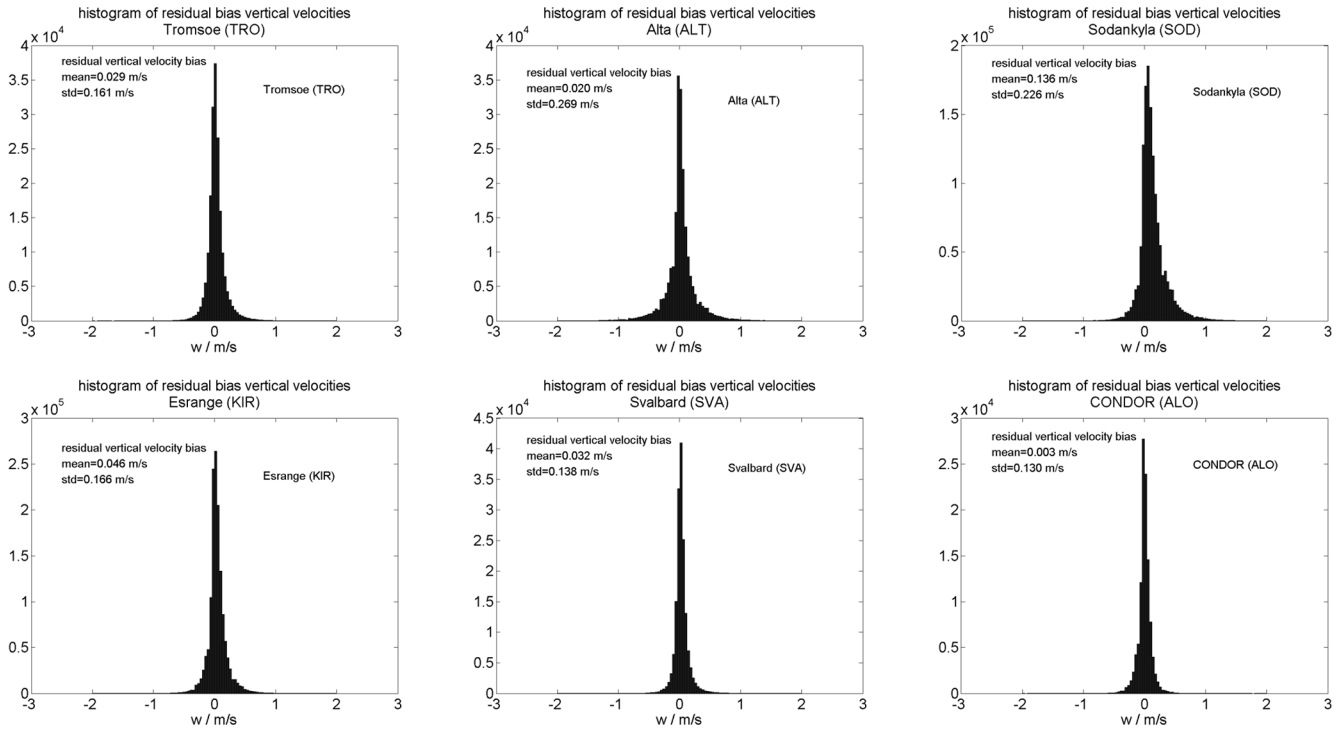 histogram of residual bias vertical velocities
Tromsoe (TRO)
x 10^4
residual vertical velocity bias
mean=0.029 m/s
std=0.161 m/s
Tromsoe (TRO)
4
3.5
3
2.5
2
1.5
1
0.5
0
-3 -2 -1 0 1 2 3
w / m/s
histogram of residual bias vertical velocities
Alta (ALT)
x 10^4
residual vertical velocity bias
mean=0.020 m/s
std=0.269 m/s
Alta (ALT)
4
3.5
3
2.5
2
1.5
1
0.5
0
-3 -2 -1 0 1 2 3
w / m/s
histogram of residual bias vertical velocities
Sodankyla (SOD)
x 10^5
residual vertical velocity bias
mean=0.136 m/s
std=0.226 m/s
Sodankyla (SOD)
2
1.5
1
0.5
0
-3 -2 -1 0 1 2 3
w / m/s
histogram of residual bias vertical velocities
Esrange (KIR)
x 10^5
residual vertical velocity bias
mean=0.046 m/s
std=0.166 m/s
Esrange (KIR)
3
2.5
2
1.5
1
0.5
0
-3 -2 -1 0 1 2 3
w / m/s
histogram of residual bias vertical velocities
Svalbard (SVA)
x 10^4
residual vertical velocity bias
mean=0.032 m/s
std=0.138 m/s
Svalbard (SVA)
4.5
4
3.5
3
2.5
2
1.5
1
0.5
0
-3 -2 -1 0 1 2 3
w / m/s
histogram of residual bias vertical velocities
CONDOR (ALO)
x 10^4
residual vertical velocity bias
mean=0.003 m/s
std=0.130 m/s
CONDOR (ALO)
3
2.5
2
1.5
1
0.5
0
-3 -2 -1 0 1 2 3
w / m/s